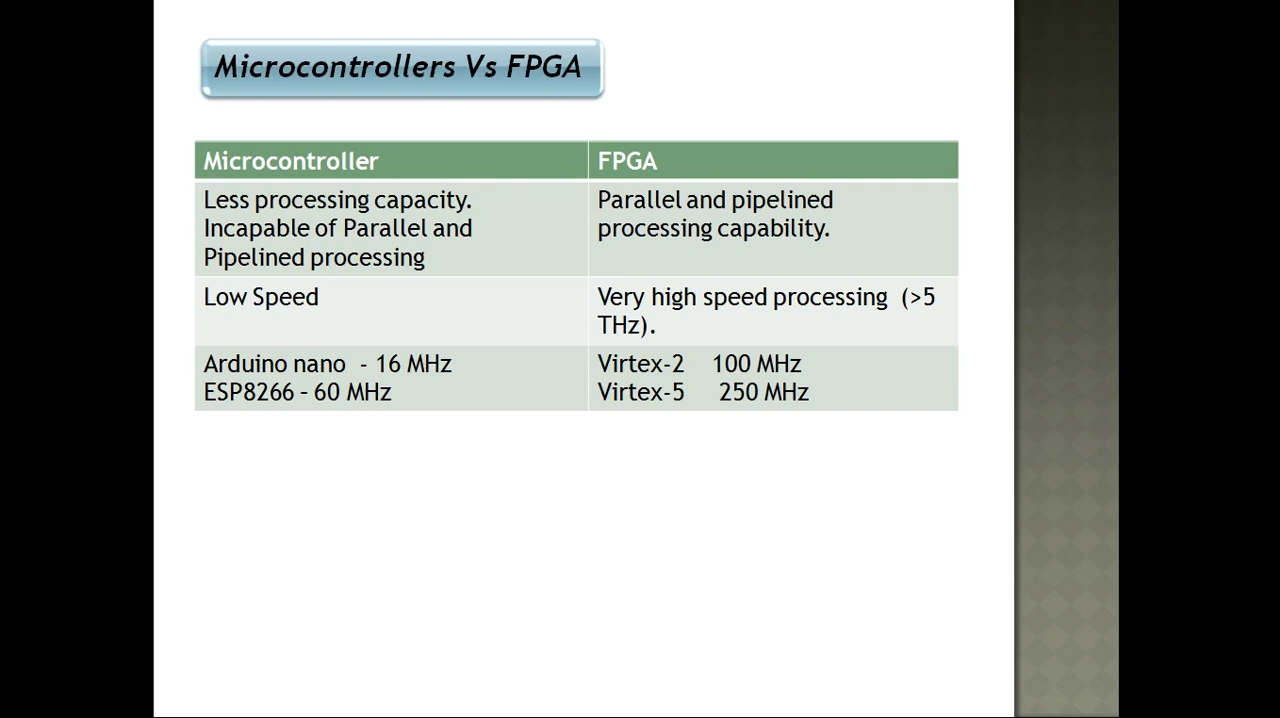 Microcontrollers Vs FPGA
Microcontroller
FPGA
Less processing capacity.
Incapable of Parallel and
Pipelined processing
Parallel and pipelined
processing capability.
Low Speed
Very high speed processing (>5
THz).
Arduino nano - 16 MHz
ESP8266 – 60 MHz
Virtex-2 100 MHz
Virtex-5 250 MHz